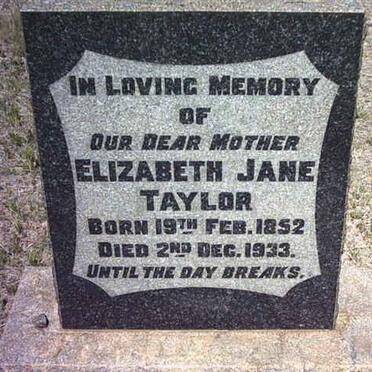 IN LOVING MEMORY
OF
OUR DEAR MOTHER
ELIZABETH JANE
TAYLOR
BORN 19TH FEB. 1852
DIED 2ND DEC. 1933.
UNTIL THE DAY BREAKS.